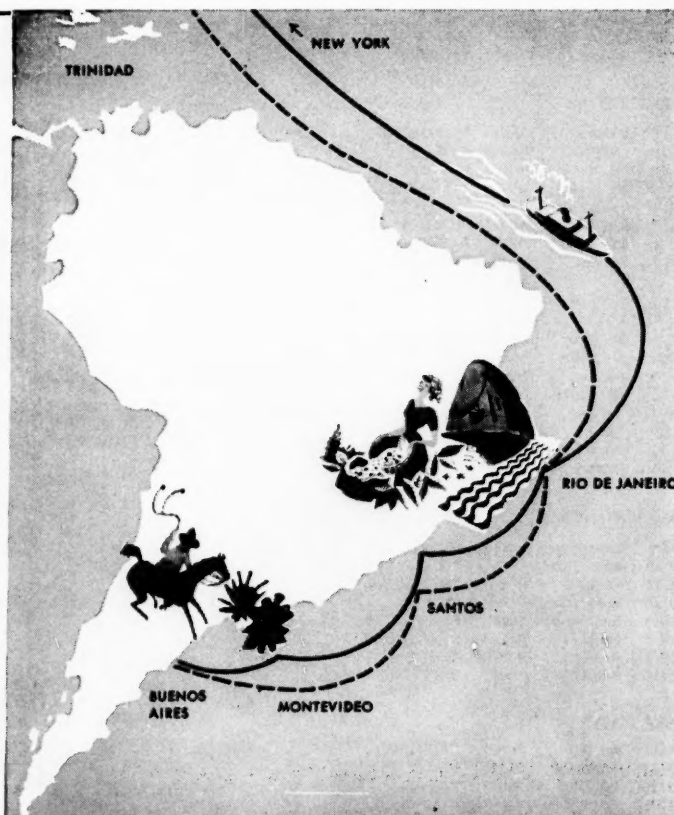 NEW YORK
TRINIDAD
RIO DE JANEIRO
SANTOS
BUENOS
AIRES
MONTEVIDEO